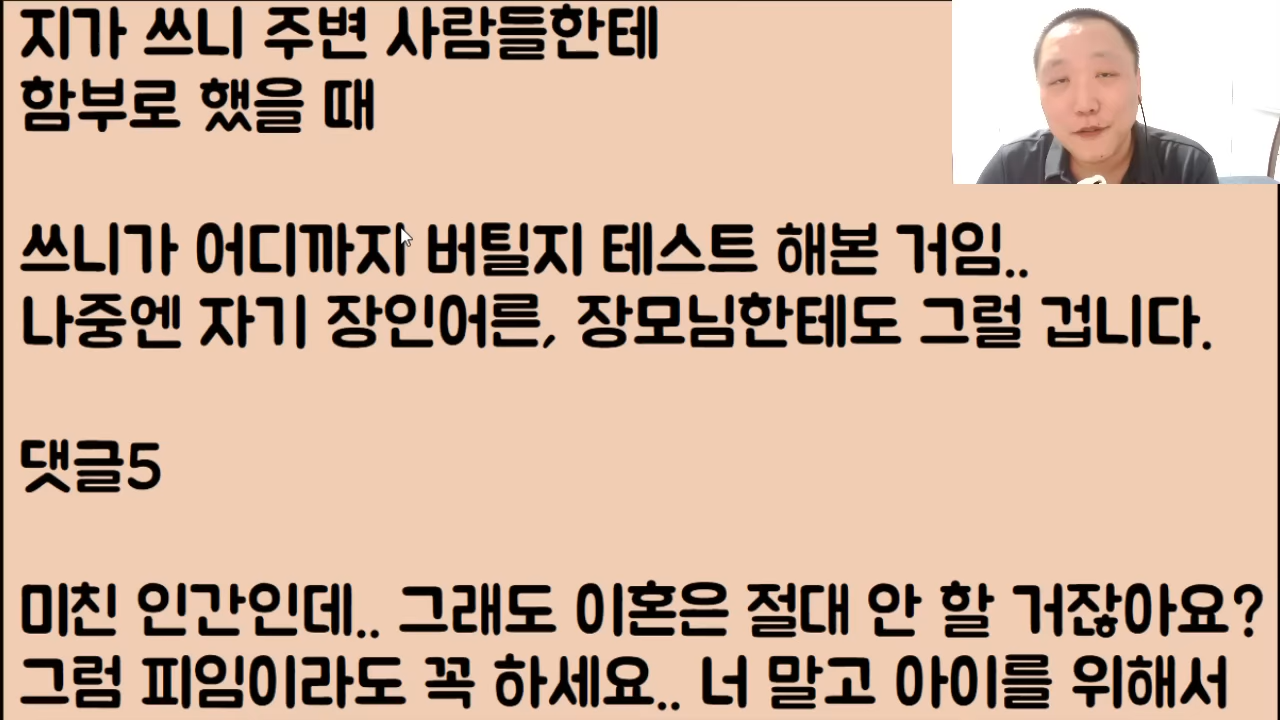 지가 쓰니 주변 사람들한테
함부로 했을 때
쓰니가 어디까지 버틸지 테스트 해본 거임..
나중엔 자기 장인어른, 장모님한테도 그럴 겁니다.
댓글5
미친 인간인데.. 그래도 이혼은 절대 안 할 거잖아요?
그럼 피임이라도 꼭 하세요.. 너 말고 아이를 위해서